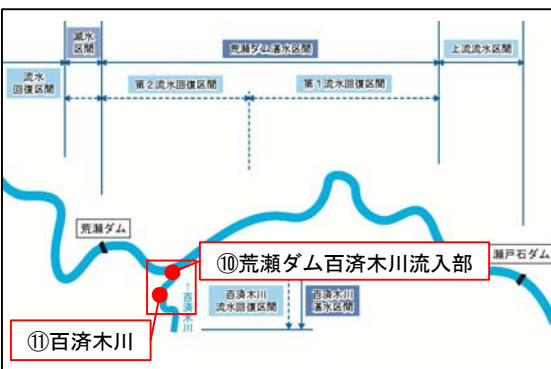 減水
区間
荒瀬ダム湛水区間
上流流水区間
流水
回復区間
第2流水回復区間
第1流水回復区間
荒瀬ダム
⑩荒瀬ダム百済木川流入部
瀬戸石ダム
↑百済木川
百済木川
流水回復区間
百済木川
湛水区間
⑪百済木川